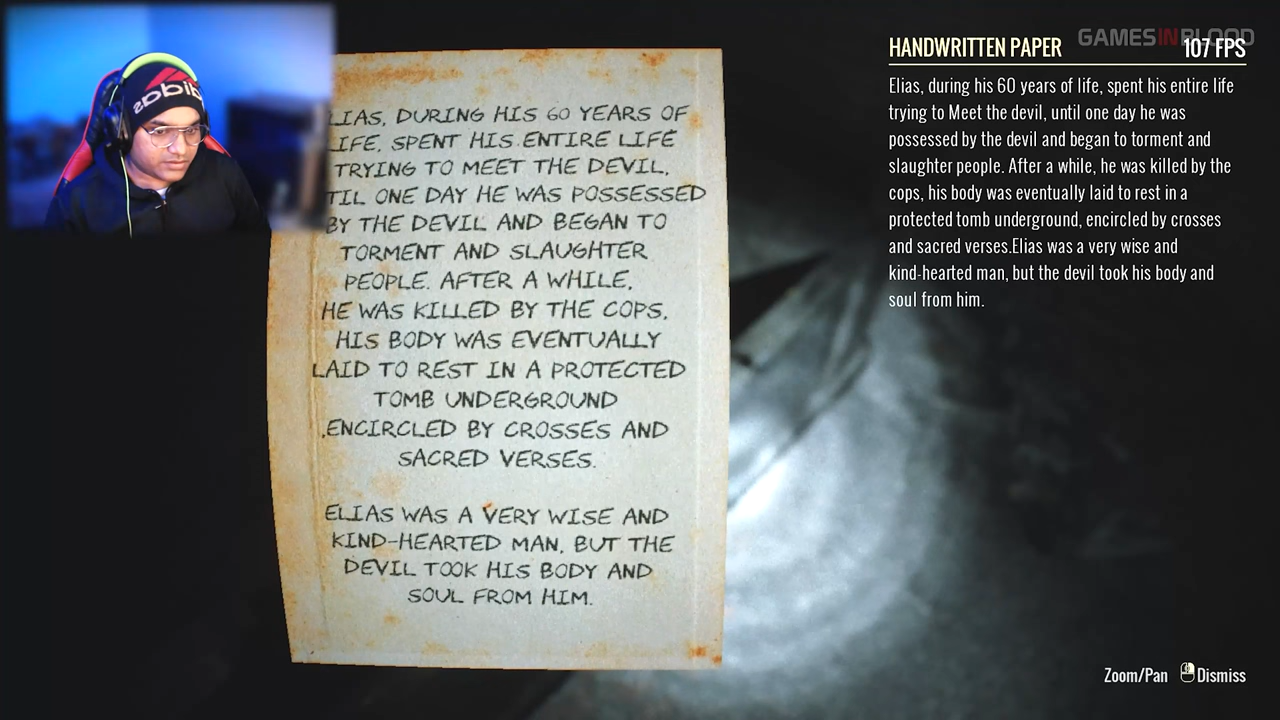 adidas
LIAS, DURING HIS 60 YEARS OF
LIFE, SPENT HIS ENTIRE LIFE
TRYING TO MEET THE DEVIL,
TIL ONE DAY HE WAS POSSESSED
BY THE DEVIL AND BEGAN TO
TORMENT AND SLAUGHTER
PEOPLE. AFTER A WHILE,
HE WAS KILLED BY THE COPS,
HIS BODY WAS EVENTUALLY
LAID TO REST IN A PROTECTED
TOMB UNDERGROUND
,ENCIRCLED BY CROSSES AND
SACRED VERSES.
ELIAS WAS A VERY WISE AND
KIND-HEARTED MAN, BUT THE
DEVIL TOOK HIS BODY AND
SOUL FROM HIM.
GAMESINBLOOD
HANDWRITTEN PAPER
107 FPS
Elias, during his 60 years of life, spent his entire life
trying to Meet the devil, until one day he was
possessed by the devil and began to torment and
slaughter people. After a while, he was killed by the
cops, his body was eventually laid to rest in a
protected tomb underground, encircled by crosses
and sacred verses.Elias was a very wise and
kind-hearted man, but the devil took his body and
soul from him.
Zoom/Pan
Dismiss